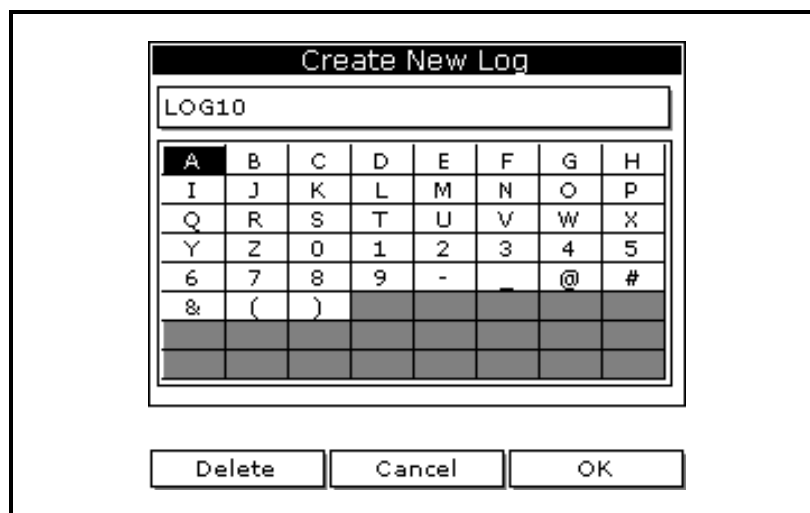 Create New Log
LOG10
A B C D E F G H
I J K L M N O P
Q R S T U V W X
Y Z 0 1 2 3 4 5
6 7 8 9 - _ @ #
& ( )
Delete Cancel OK